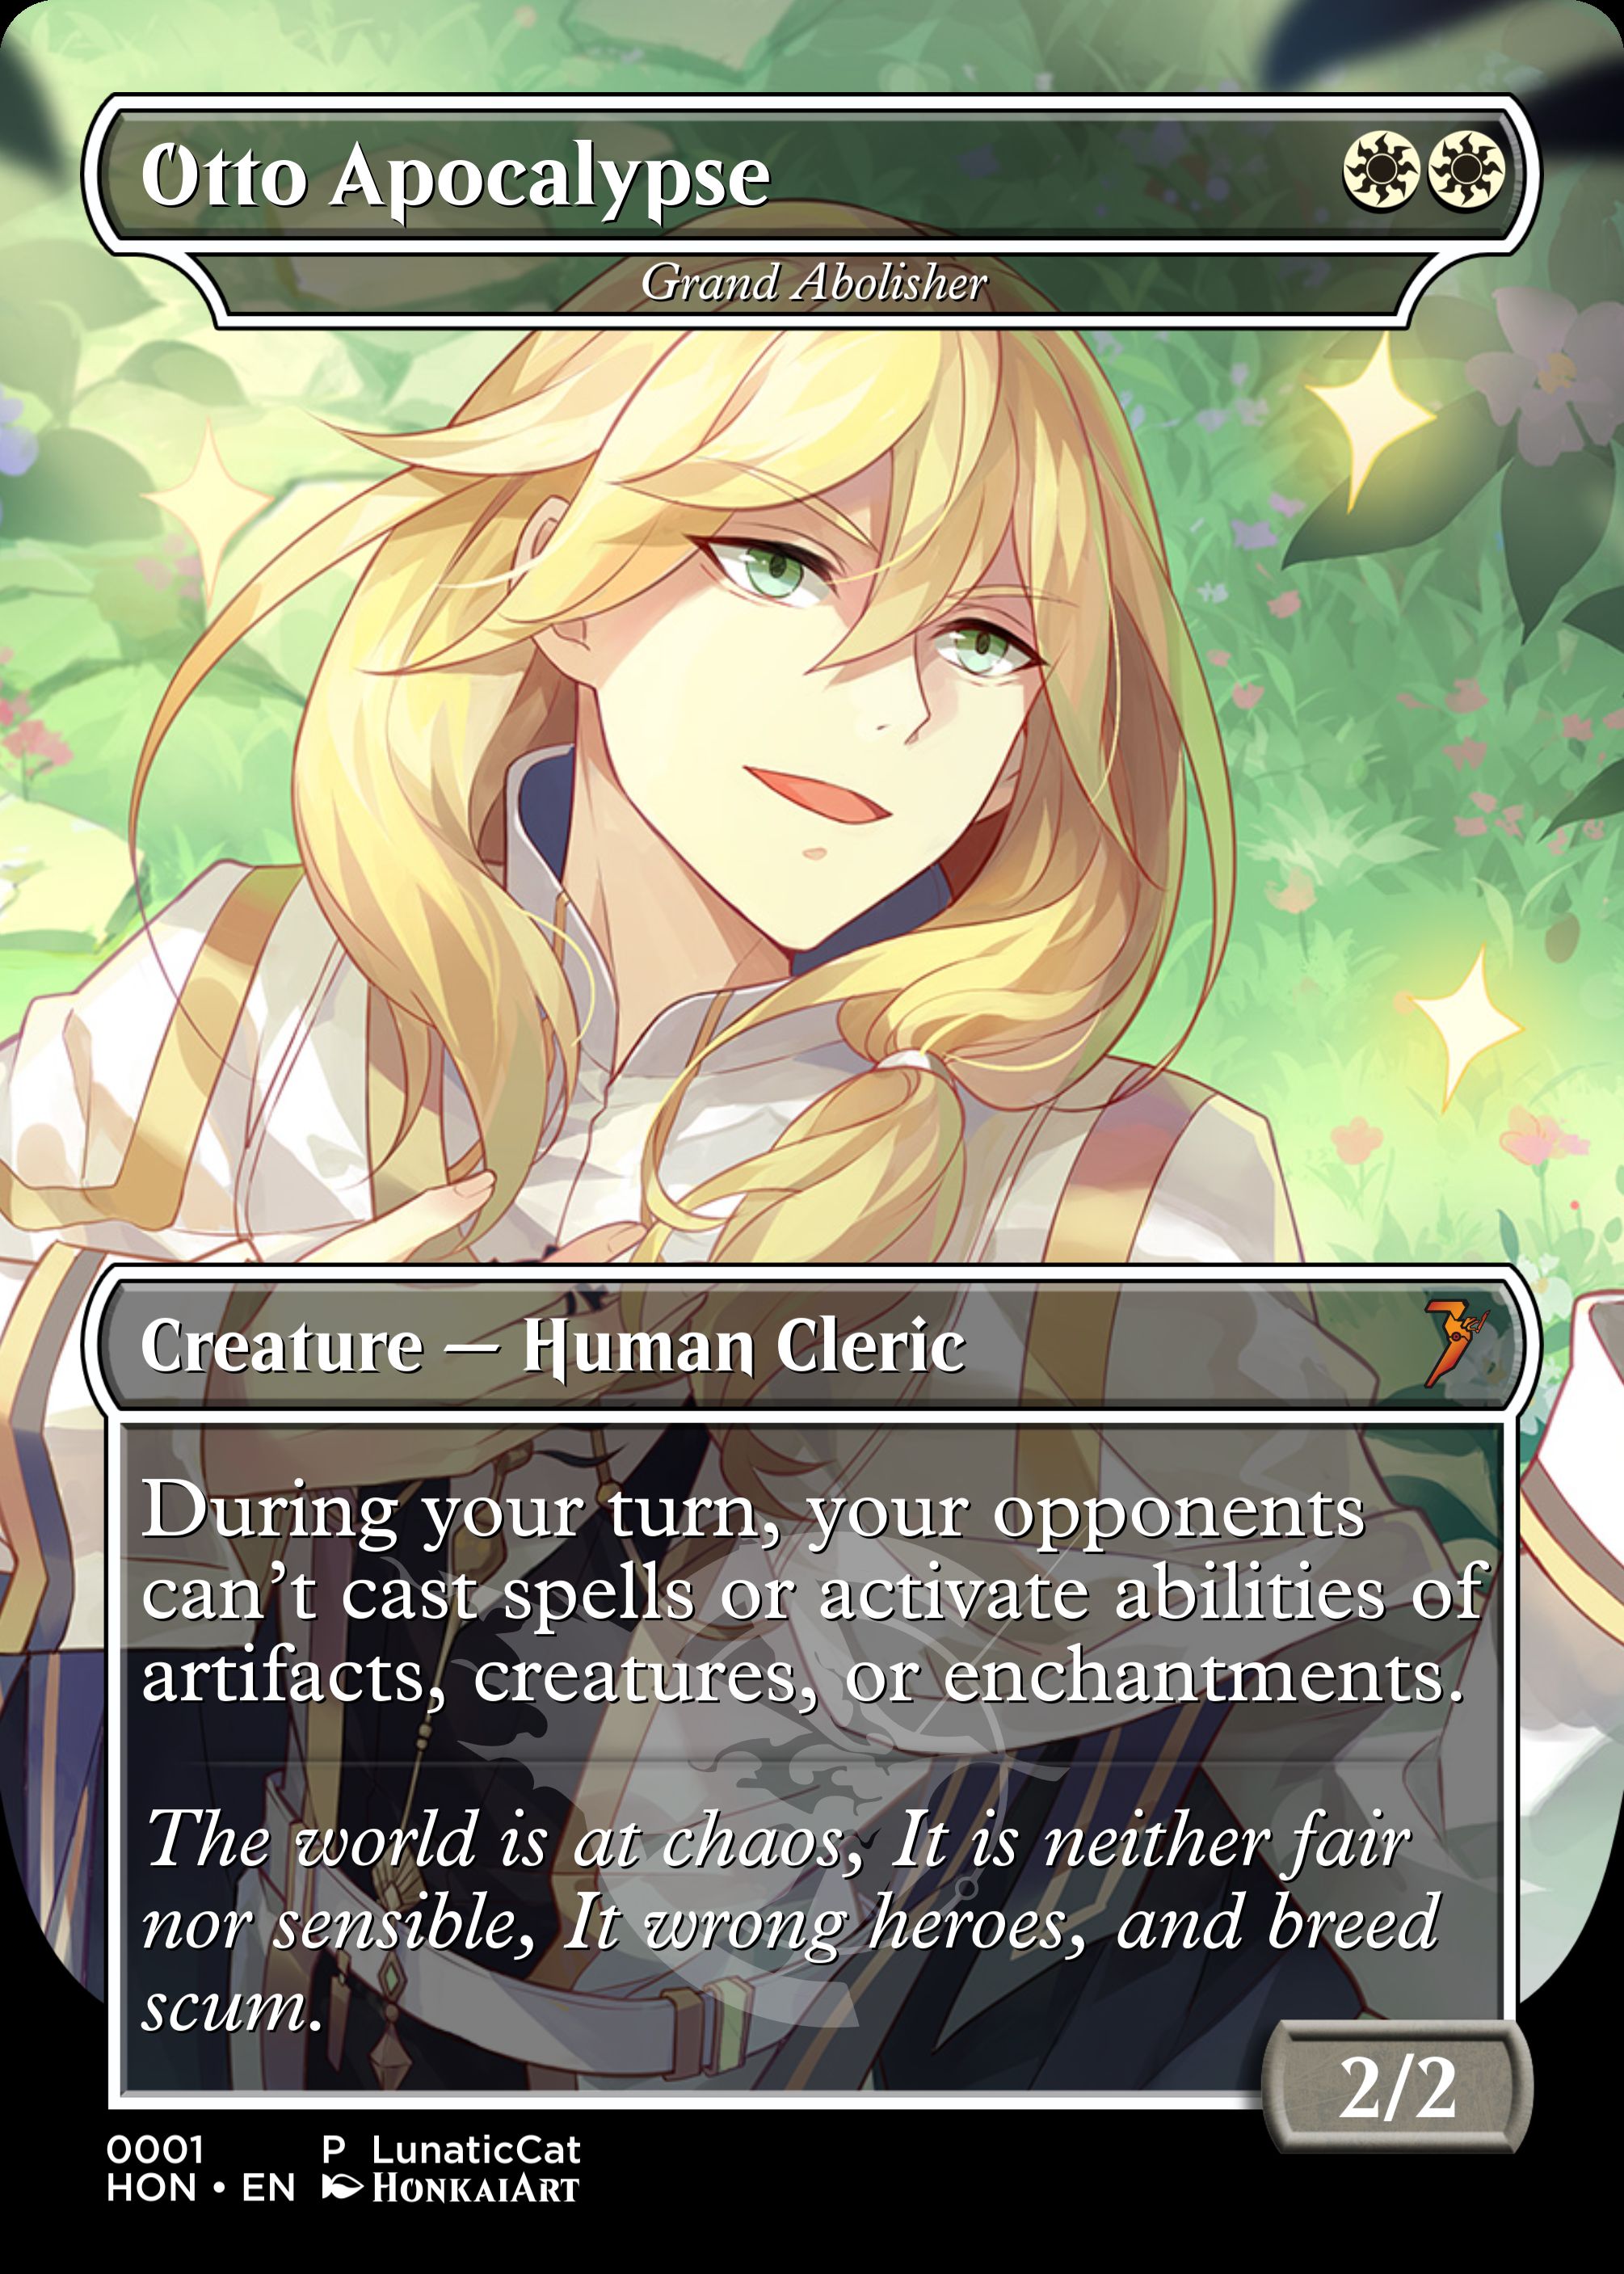 Otto Apocalypse
Grand Abolisher
Creature — Human Cleric
During your turn, your opponents
can't cast spells or activate abilities of
artifacts, creatures, or enchantments.
The world is at chaos, It is neither fair
nor sensible, It wrong heroes, and breed
scum.
2/2
0001 P LunaticCat
HON • EN HonkaiArt